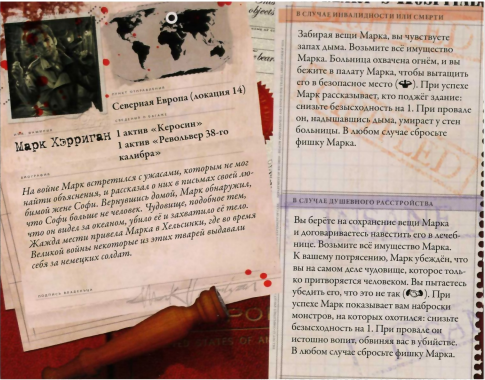 Северная Европа (локация 14)
Марк Хэрриган
1 актив «Керосин»
1 актив «Револьвер 38-го
калибра»
На войне Марк встретился с ужасами, которым не мог
найти объяснения, и рассказал о них в письмах своей лю-
бимой жене Софи. Вернувшись домой, Марк обнаружил,
что Софи больше не человек. Чудовище, подобное тем,
что он видел за океаном, убило её и захватило её тело.
Жажда мести привела Марка в Хельсинки, где во время
Великой войны некоторые из этих тварей выдавали
себя за немецких солдат.
В СЛУЧАЕ ИНВАЛИДНОСТИ ИЛИ СМЕРТИ
Забирая вещи Марка, вы чувствуете
запах дыма. Возьмите всё имущество
Марка. Больница охвачена огнём, и вы
бежите в палату Марка, чтобы вытащить
его в безопасное место ( ). При успехе
Марк рассказывает, кто поджёг здание:
снизьте безысходность на 1. При провале
он, надышавшись дыма, умирает у стен
больницы. В любом случае сбросьте
фишку Марка.
В СЛУЧАЕ ДУШЕВНОГО РАССТРОЙСТВА
Вы берёте на сохранение вещи Марка
и договариваетесь навестить его в лечеб-
нице. Возьмите всё имущество Марка.
К вашему потрясению, Марк убеждён, что
вы на самом деле чудовище, которое толь-
ко притворяется человеком. Вы пытаетесь
убедить его, что это не так ( ). При
успехе Марк показывает вам наброски
монстров, на которых охотился: снизьте
безысходность на 1. При провале он
истошно вопит, обвиняя вас в убийстве.
В любом случае сбросьте фишку Марка.